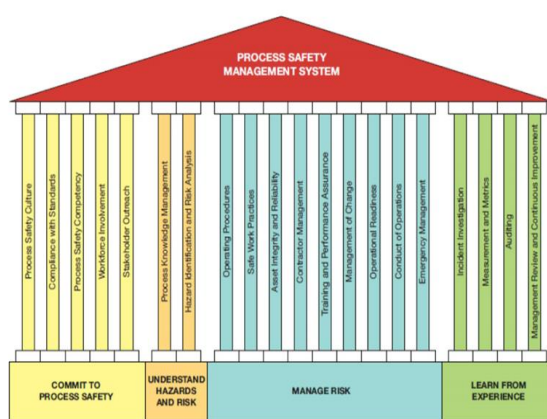 PROCESS SAFETY
MANAGEMENT SYSTEM
Process Safety Culture
Compliance with Standards
Process Safety Competency
Workforce Involvement
Stakeholder Outreach
Process Knowledge Management
Hazard Identification and Risk Analysis
Operating Procedures
Safe Work Practices
Asset Integrity and Reliability
Contractor Management
Training and Performance Assurance
Management of Change
Operational Readiness
Conduct of Operations
Emergency Management
Incident Investigation
Measurement and Metrics
Auditing
Management Review and Continuous Improvement
COMMIT TO
PROCESS SAFETY
UNDERSTAND
HAZARDS
AND RISK
MANAGE RISK
LEARN FROM
EXPERIENCE